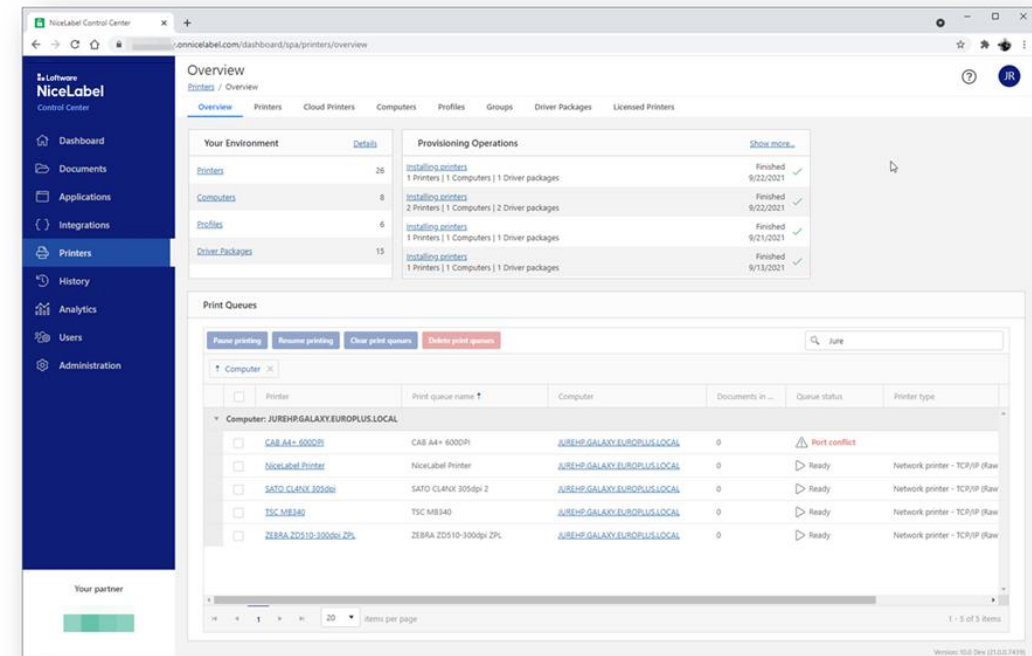 NiceLabel Control Center
.onnicelabel.com/dashboard/spa/printers/overview
Loftware
NiceLabel
Control Center
Dashboard
Documents
Applications
Integrations
Printers
History
Analytics
Users
Administration
Your partner
Overview
Printers / Overview
JR
Overview Printers Cloud Printers Computers Profiles Groups Driver Packages Licensed Printers
Your Environment Details
Printers 26
Computers 8
Profiles 6
Driver Packages 15
Provisioning Operations Show more...
Installing printers Finished
1 Printers | 1 Computers | 1 Driver packages 9/22/2021
Installing printers Finished
2 Printers | 1 Computers | 2 Driver packages 9/22/2021
Installing printers Finished
1 Printers | 1 Computers | 1 Driver packages 9/21/2021
Installing printers Finished
1 Printers | 1 Computers | 1 Driver packages 9/13/2021
Print Queues
Pause printing Resume printing Clear print queues Delete print queues Jure
Computer
Printer Print queue name Computer Documents in ... Queue status Printer type
Computer: JUREHP.GALAXY.EUROPLUS.LOCAL
CAB A4+ 600DPI CAB A4+ 600DPI JUREHP.GALAXY.EUROPLUS.LOCAL 0 Port conflict
NiceLabel Printer NiceLabel Printer JUREHP.GALAXY.EUROPLUS.LOCAL 0 Ready Network printer - TCP/IP (Raw
SATO CL4NX 305dpi SATO CL4NX 305dpi 2 JUREHP.GALAXY.EUROPLUS.LOCAL 0 Ready Network printer - TCP/IP (Raw
TSC MB340 TSC MB340 JUREHP.GALAXY.EUROPLUS.LOCAL 0 Ready Network printer - TCP/IP (Raw
ZEBRA ZD510-300dpi ZPL ZEBRA ZD510-300dpi ZPL JUREHP.GALAXY.EUROPLUS.LOCAL 0 Ready Network printer - TCP/IP (Raw
1 20 items per page 1 - 5 of 5 items
Version: 10.0 Dev (21.0.0.7439)